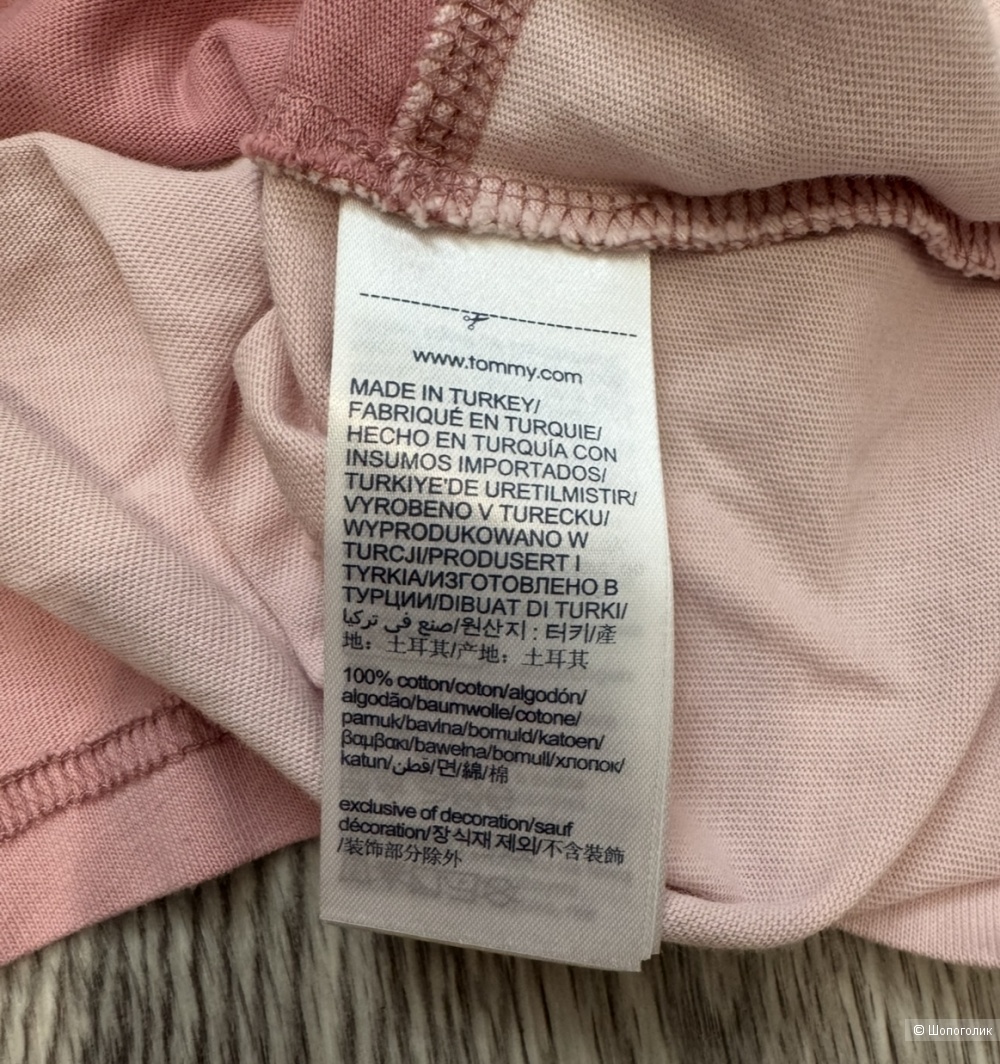 www.tommy.com
MADE IN TURKEY/
FABRIQUÉ EN TURQUIE/
HECHO EN TURQUÍA CON
INSUMOS IMPORTADOS/
TURKIYE'DE URETILMISTIR/
VYROBENO V TURECKU/
WYPRODUKOWANO W
TURCJI/PRODUSERT I
TYRKIA/ИЗГОТОВЛЕНО В
ТУРЦИИ/DIBUAT DI TURKI/
صنع في تركيا/원산지 : 터키/產
地：土耳其/产地：土耳其
100% cotton/coton/algodón/
algodão/baumwolle/cotone/
pamuk/bavlna/bomuld/katoen/
βαμβακι/bawełna/bomull/хлопок/
katun/قطن/면/綿/棉
exclusive of decoration/sauf
décoration/장식재 제외/不含裝飾
/装饰部分除外
© Шопоголик